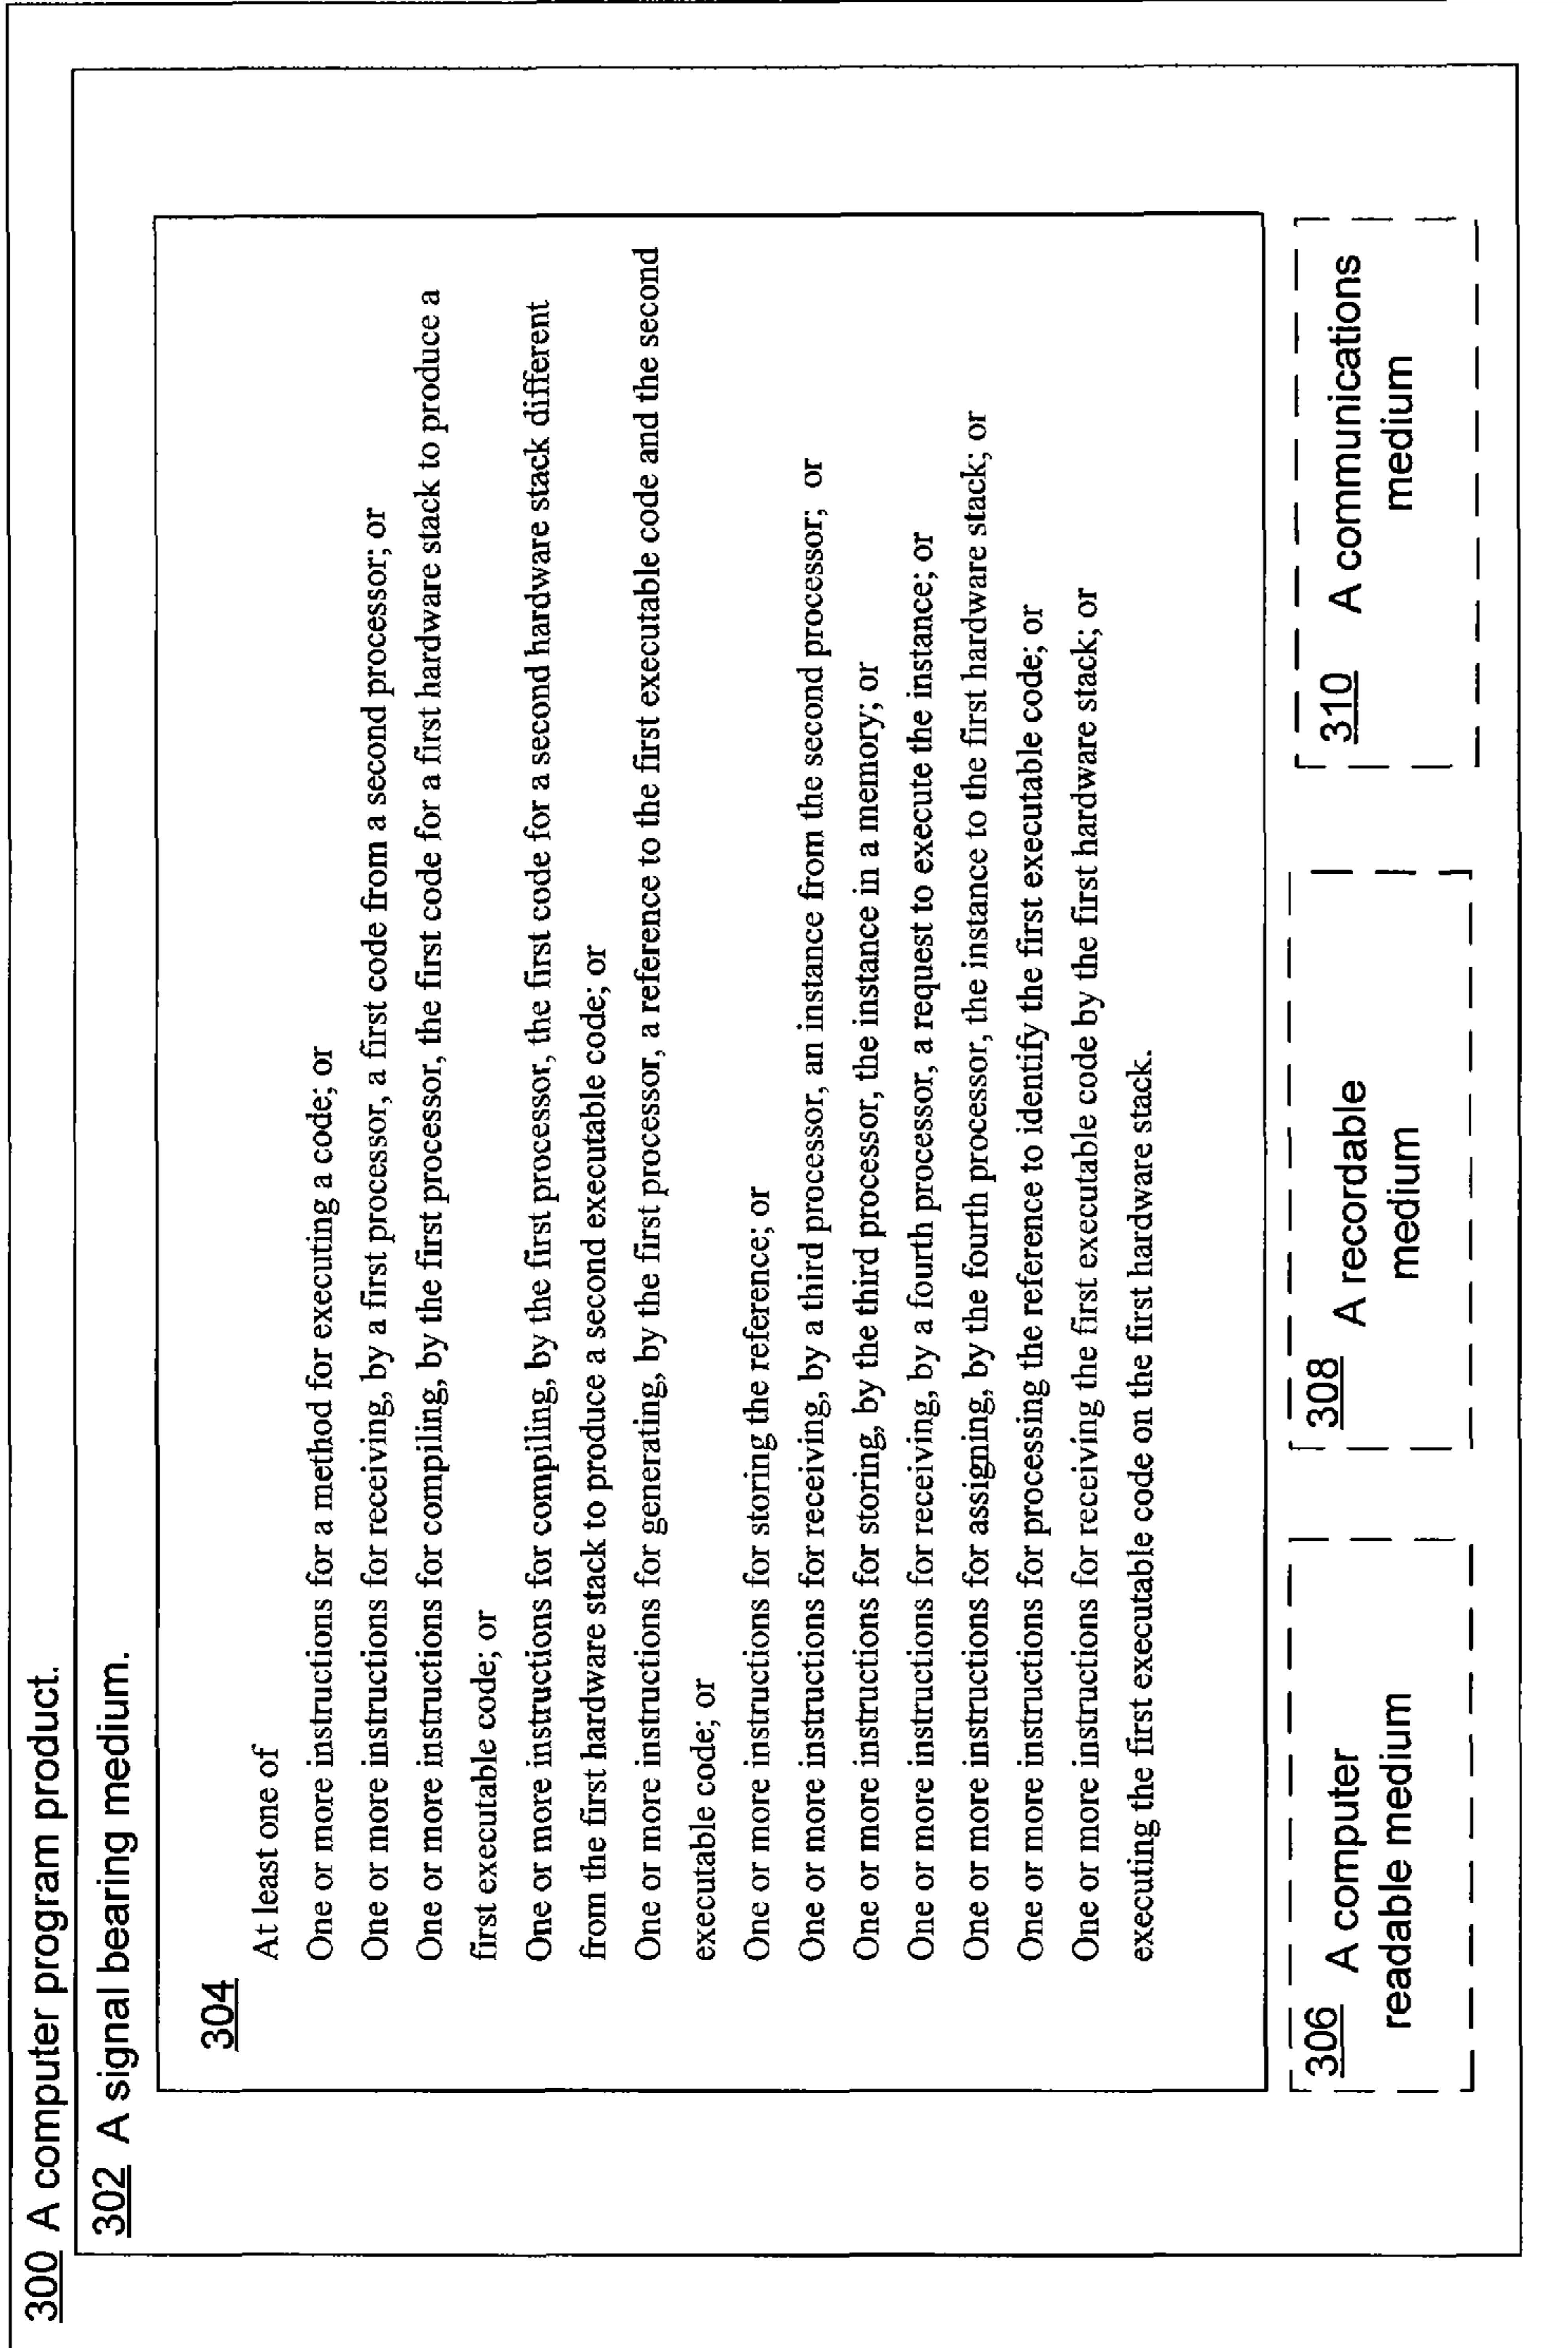 300 A computer program product.
302 A signal bearing medium.
304
At least one of
One or more instructions for a method for executing a code; or
One or more instructions for receiving, by a first processor, a first code from a second processor; or
One or more instructions for compiling, by the first processor, the first code for a first hardware stack to produce a
first executable code; or
One or more instructions for compiling, by the first processor, the first code for a second hardware stack different
from the first hardware stack to produce a second executable code; or
One or more instructions for generating, by the first processor, a reference to the first executable code and the second
executable code; or
One or more instructions for storing the reference; or
One or more instructions for receiving, by a third processor, an instance from the second processor; or
One or more instructions for storing, by the third processor, the instance in a memory; or
One or more instructions for receiving, by a fourth processor, a request to execute the instance; or
One or more instructions for assigning, by the fourth processor, the instance to the first hardware stack; or
One or more instructions for processing the reference to identify the first executable code; or
One or more instructions for receiving the first executable code by the first hardware stack; or
executing the first executable code on the first hardware stack.
306 A computer
readable medium
308 A recordable
medium
310 A communications
medium